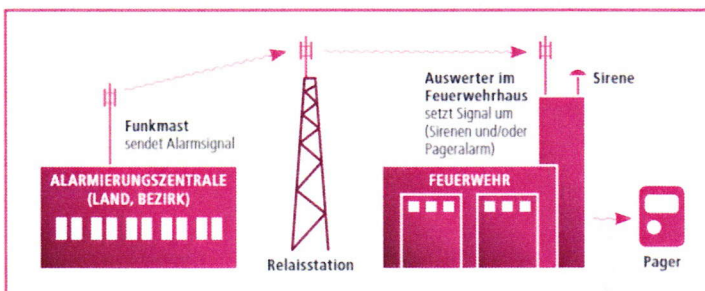 Funkmast
sendet Alarmsignal
ALARMIERUNGSZENTRALE
(LAND, BEZIRK)
Relaisstation
Auswerter im
Feuerwehrhaus
setzt Signal um
(Sirenen und/oder
Pageralarm)
Sirene
FEUERWEHR
Pager